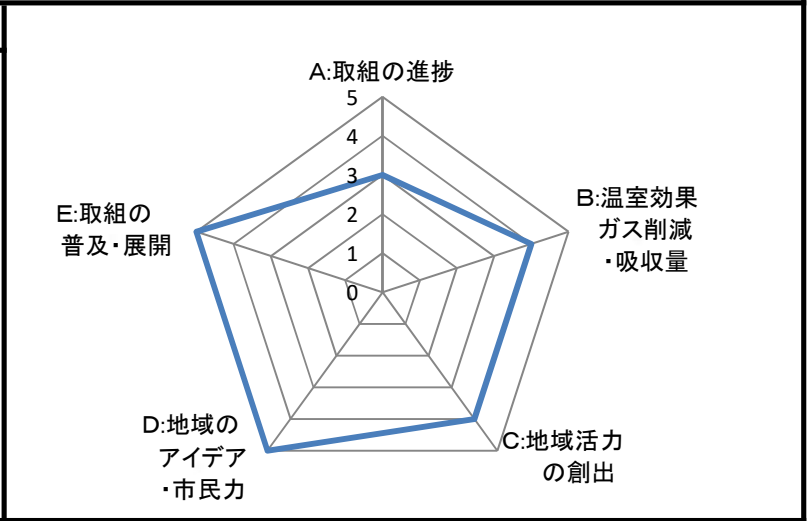 A:取組の進捗
5
4
3
2
1
0
B:温室効果
ガス削減
・吸収量
C:地域活力
の創出
D:地域の
アイデア
・市民力
E:取組の
普及・展開